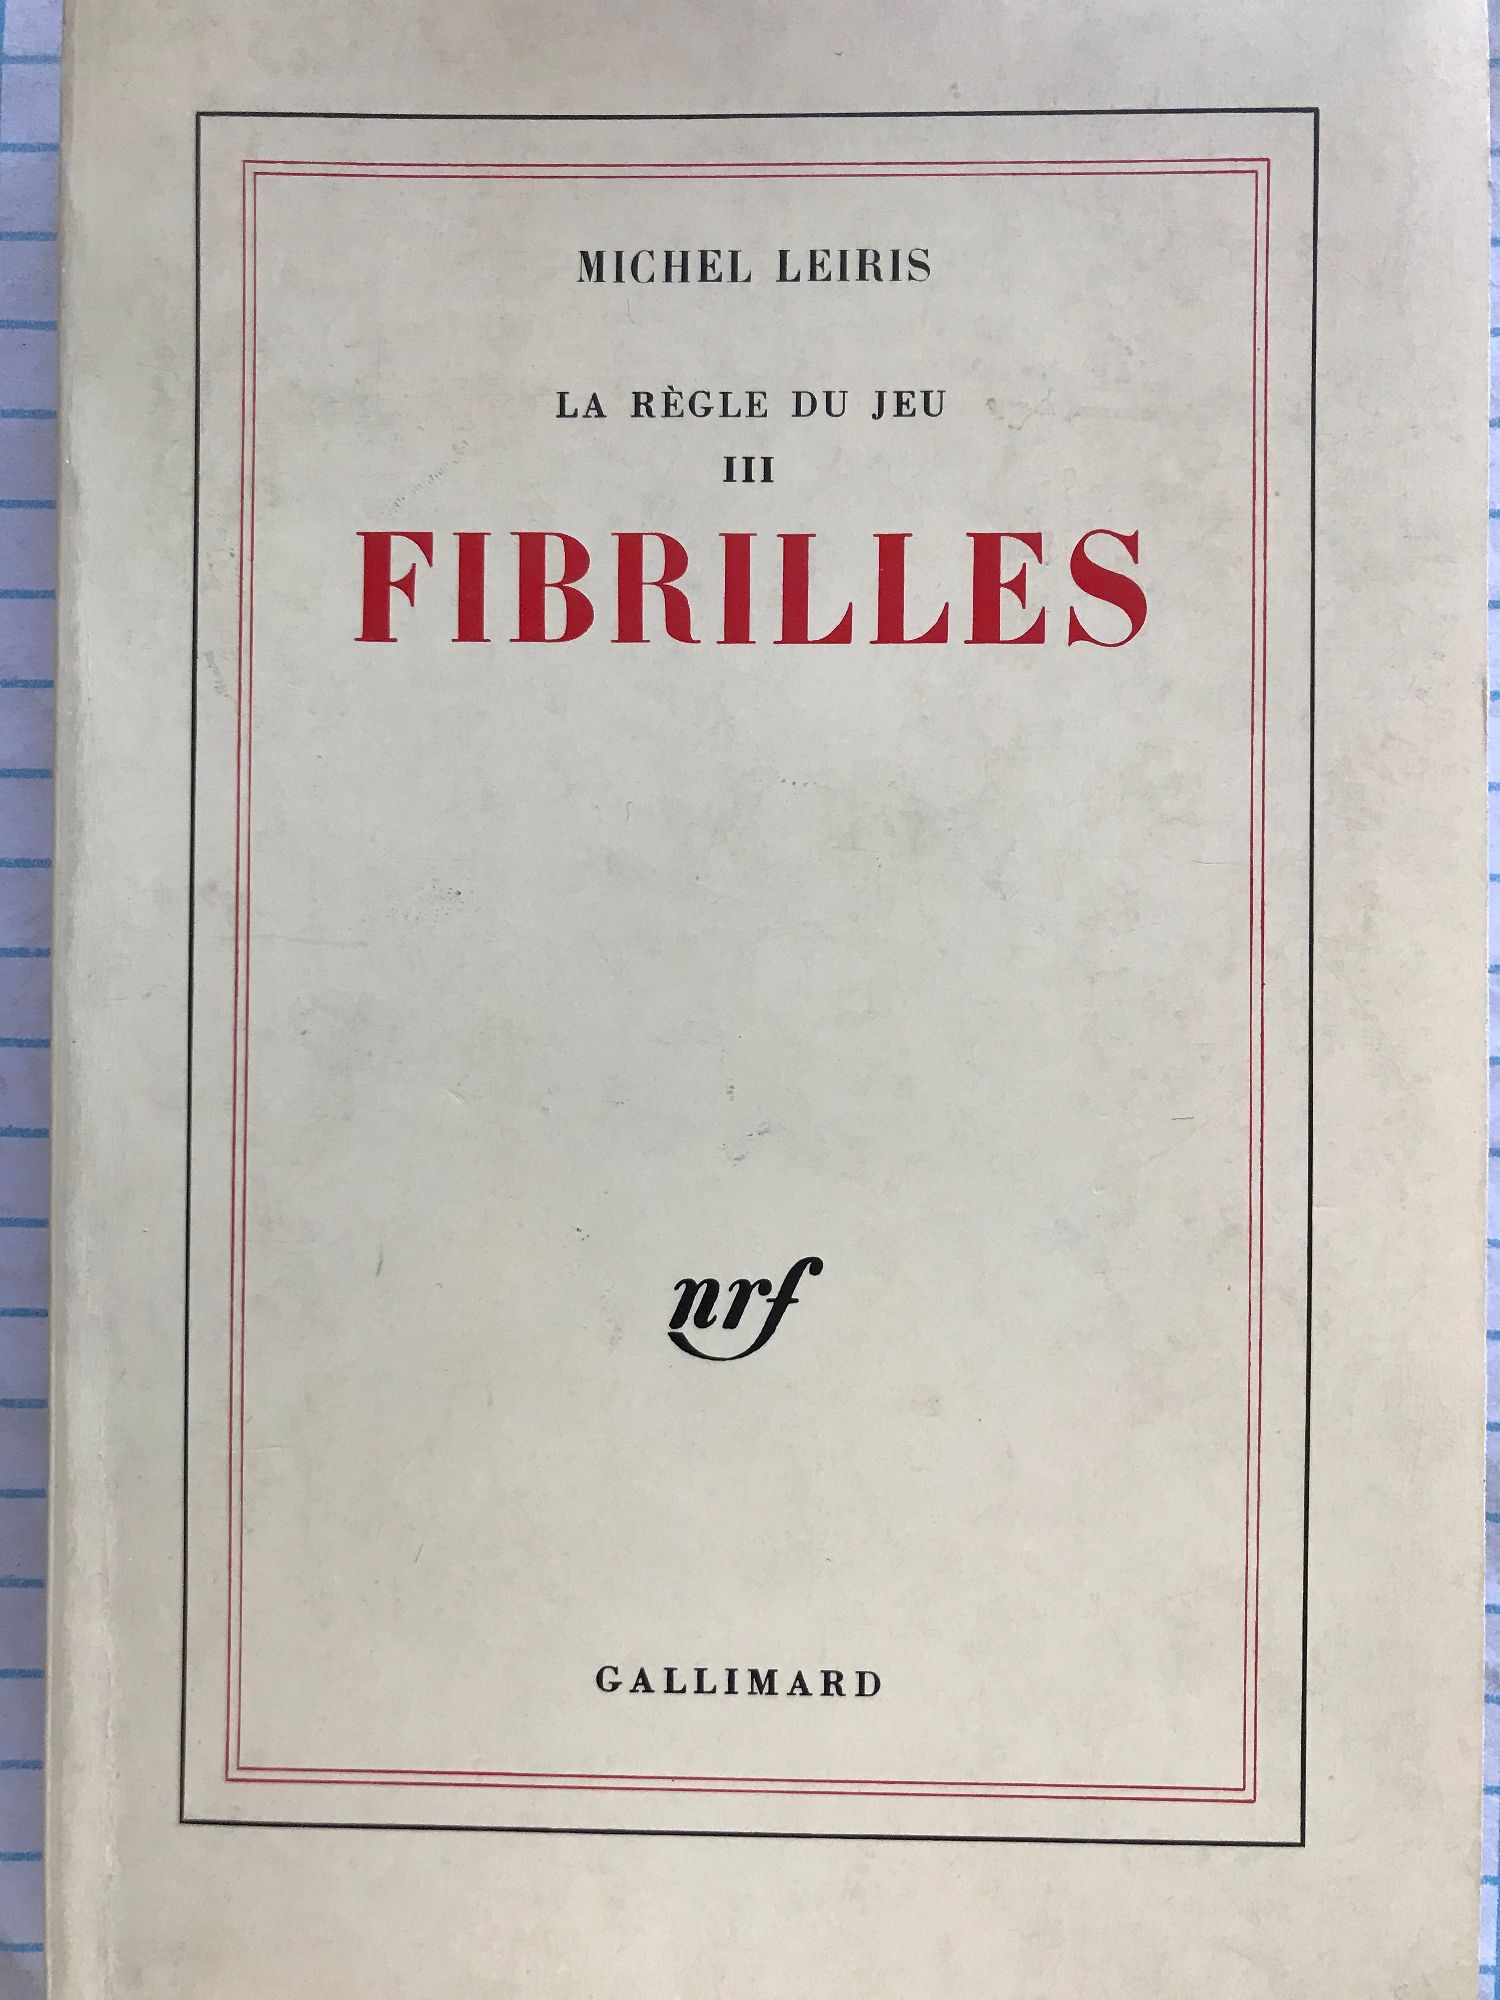 MICHEL LEIRIS
LA RÈGLE DU JEU
III
FIBRILLES
nrf
GALLIMARD